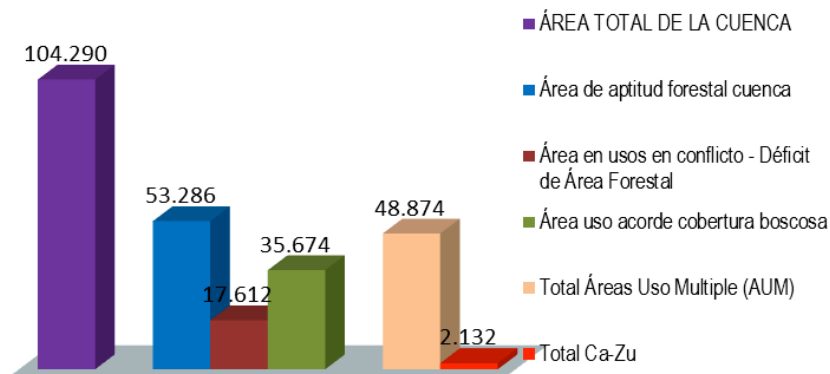 104.290
53.286
17.612
35.674
48.874
2.132
ÁREA TOTAL DE LA CUENCA
Área de aptitud forestal cuenca
Área en usos en conflicto - Déficit
de Área Forestal
Área uso acorde cobertura boscosa
Total Áreas Uso Multiple (AUM)
Total Ca-Zu